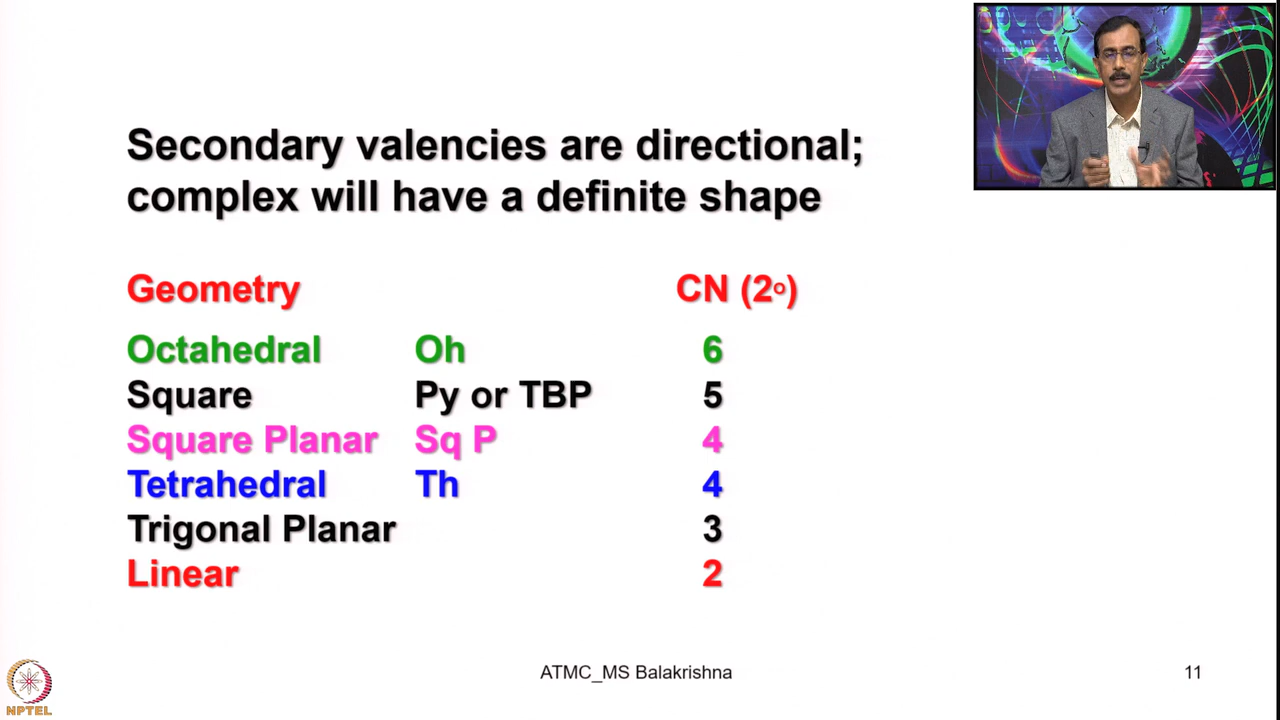 Secondary valencies are directional;
complex will have a definite shape
Geometry CN (2º)
Octahedral Oh 6
Square Py or TBP 5
Square Planar Sq P 4
Tetrahedral Th 4
Trigonal Planar 3
Linear 2
NPTEL
ATMC_MS Balakrishna
11